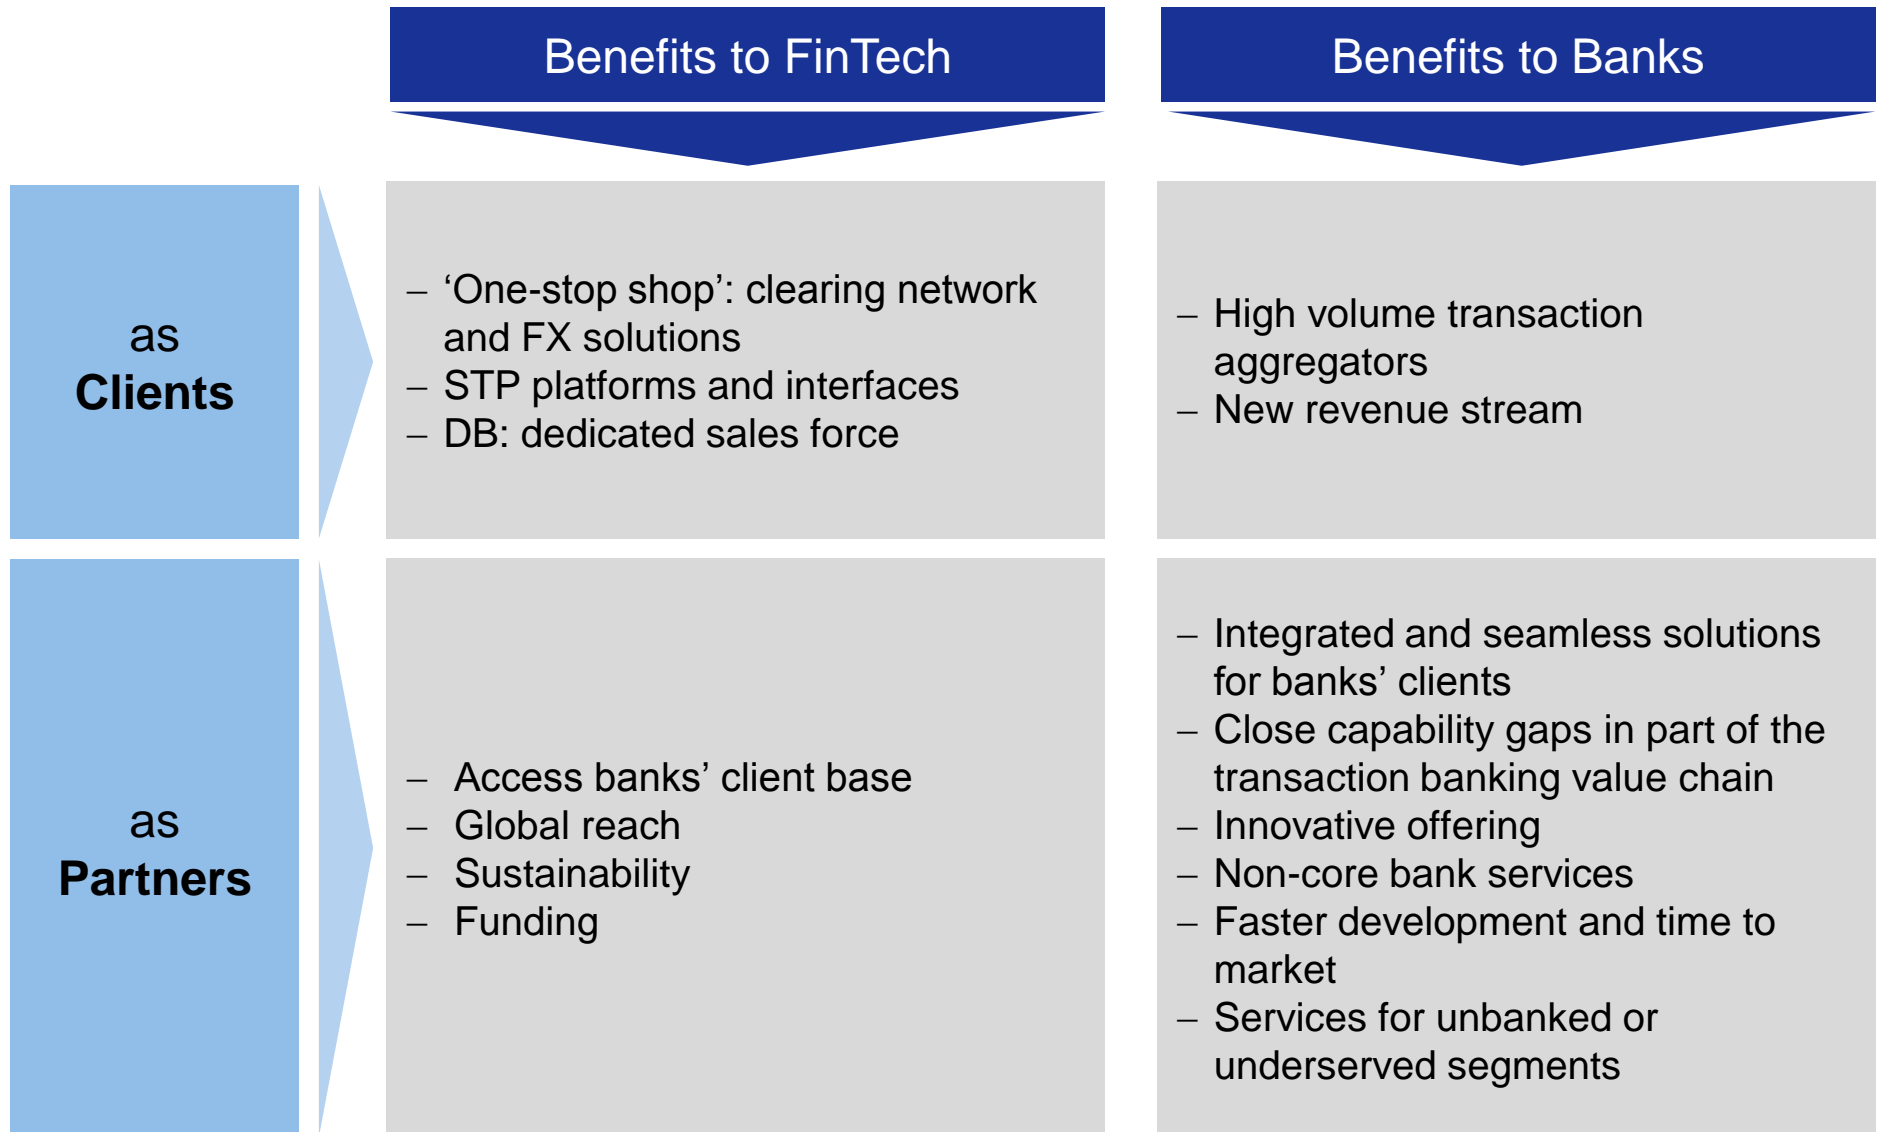 Benefits to FinTech
Benefits to Banks
as
Clients
– ‘One-stop shop’: clearing network
and FX solutions
– STP platforms and interfaces
– DB: dedicated sales force
– High volume transaction
aggregators
– New revenue stream
as
Partners
– Access banks’ client base
– Global reach
– Sustainability
– Funding
– Integrated and seamless solutions
for banks’ clients
– Close capability gaps in part of the
transaction banking value chain
– Innovative offering
– Non-core bank services
– Faster development and time to
market
– Services for unbanked or
underserved segments